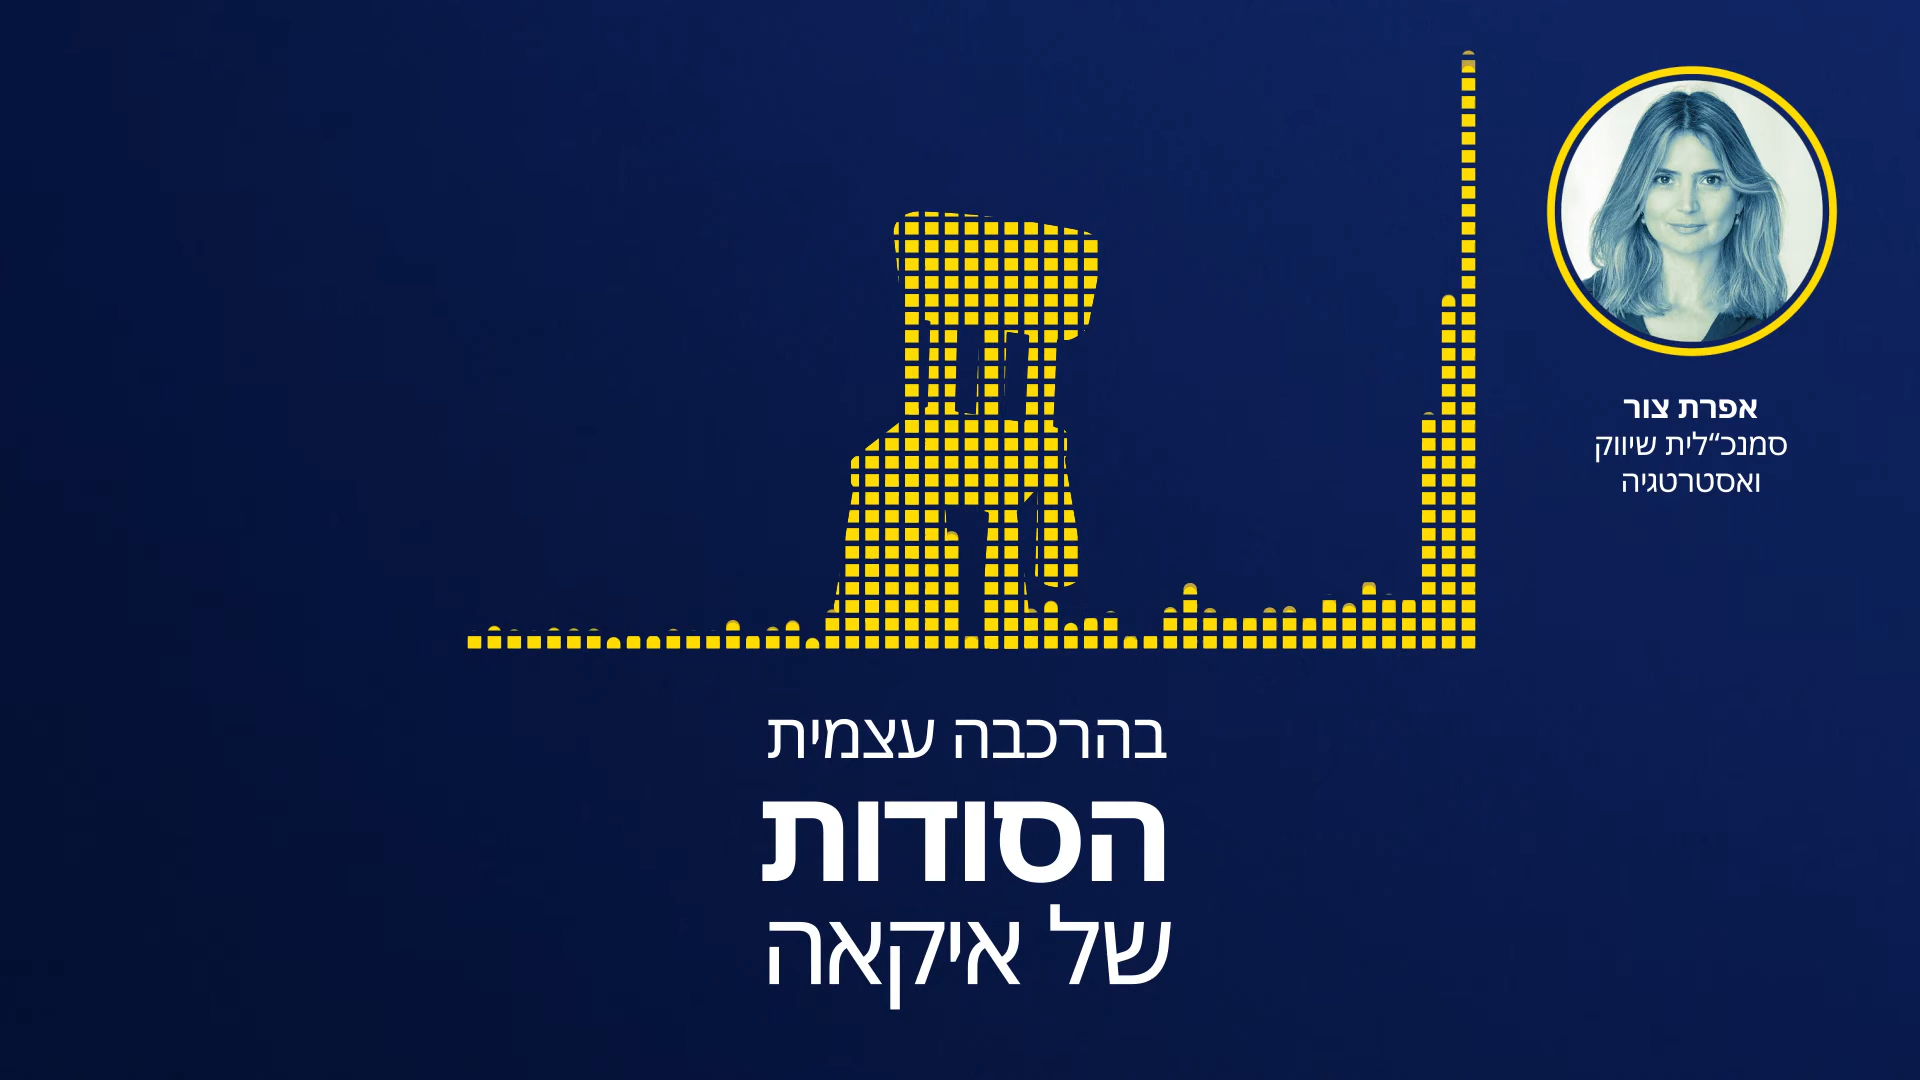 אפרת צור
סמנכ“לית שיווק
ואסטרטגיה
בהרכבה עצמית
הסודות
של איקאה